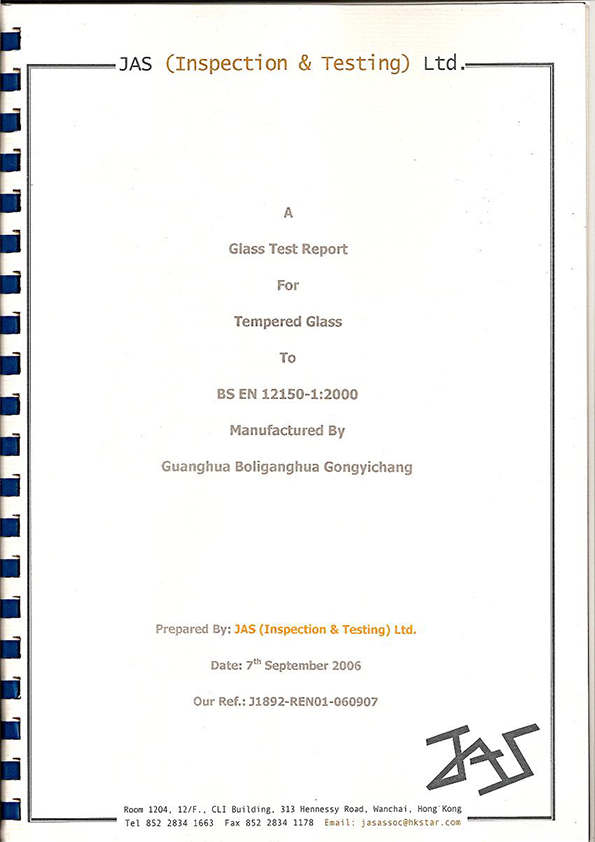 JAS (Inspection & Testing) Ltd.
A
Glass Test Report
For
Tempered Glass
To
BS EN 12150-1:2000
Manufactured By
Guanghua Boliganghua Gongyichang
Prepared By: JAS (Inspection & Testing) Ltd.
Date: 7th September 2006
Our Ref.: J1892-REN01-060907
JAS
Room 1204, 12/F., CLI Building, 313 Hennessy Road, Wanchai, Hong Kong
Tel 852 2834 1663 Fax 852 2834 1178 Email: jasassoc@hkstar.com